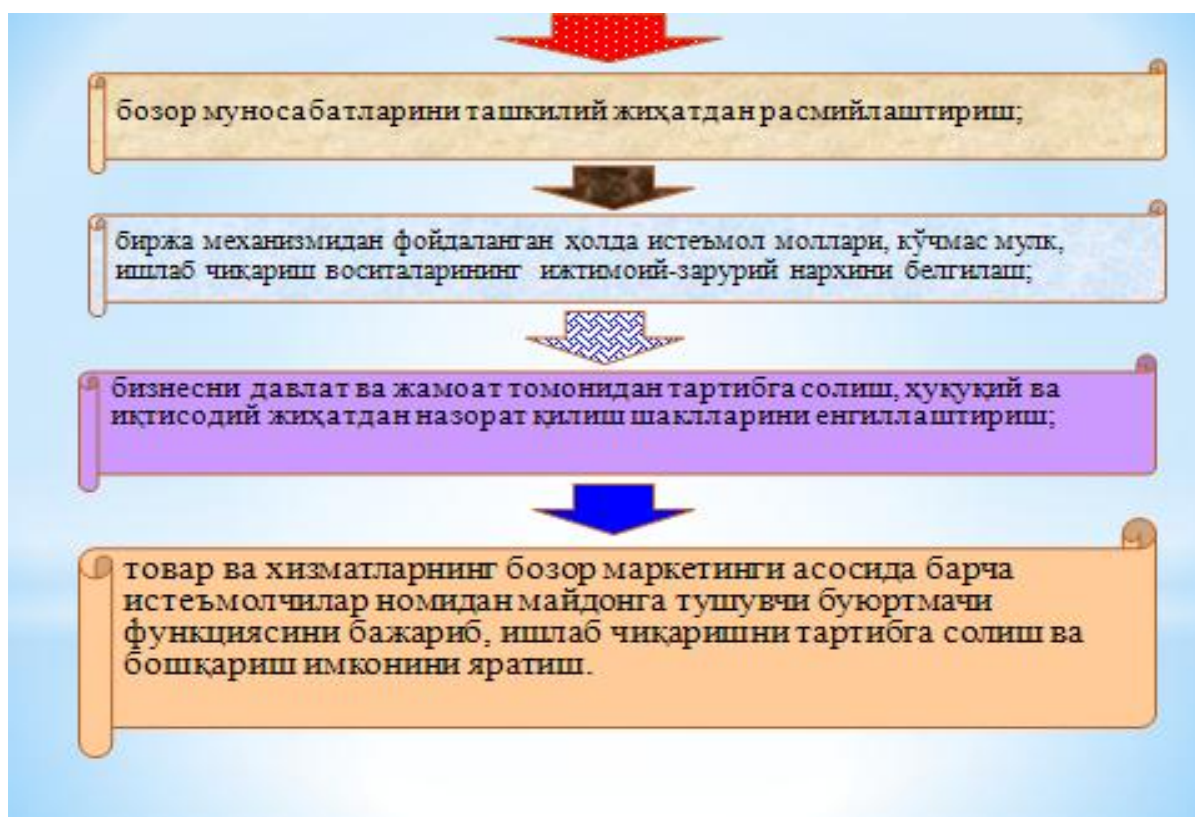 бозор муносабатларини ташкилий жиҳатдан расмийлаштириш;
биржа механизмидан фойдаланган ҳолда истеъмол моллари, кўчмас мулк,
ишлаб чиқариш воситаларининг ижтимоий-зарурий нархини белгилаш;
бизнесни давлат ва жамоат томонидан тартибга солиш, ҳуқуқий ва
иқтисодий жиҳатдан назорат қилиш шаклларини енгиллаштириш;
товар ва хизматларнинг бозор маркетинги асосида барча
истеъмолчилар номидан майдонга тушувчи буюртмачи
функциясини бажариб, ишлаб чиқаришни тартибга солиш ва
бошқариш имконини яратиш.